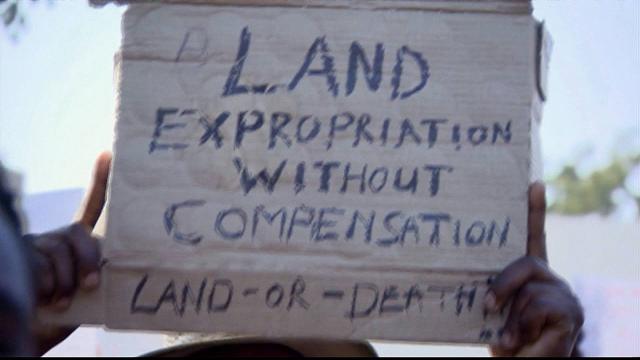 LAND
EXPROPRIATION
WITHOUT
COMPENSATION
LAND-OR-DEATH!!